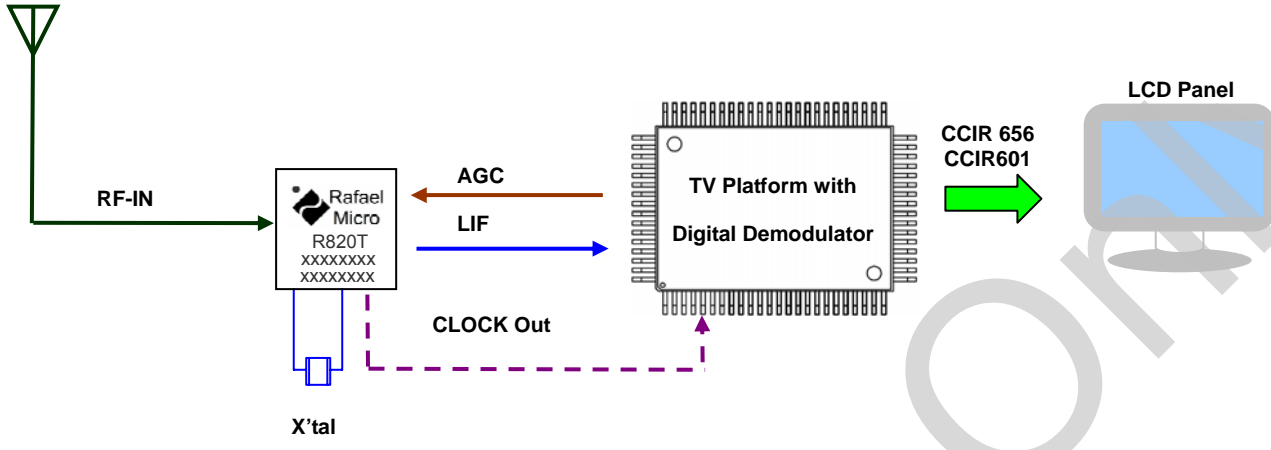 LCD Panel
CCIR 656
CCIR601
RF-IN
Rafael
Micro
R820T
XXXXXXXX
XXXXXXXX
AGC
LIF
TV Platform with
Digital Demodulator
CLOCK Out
X'tal